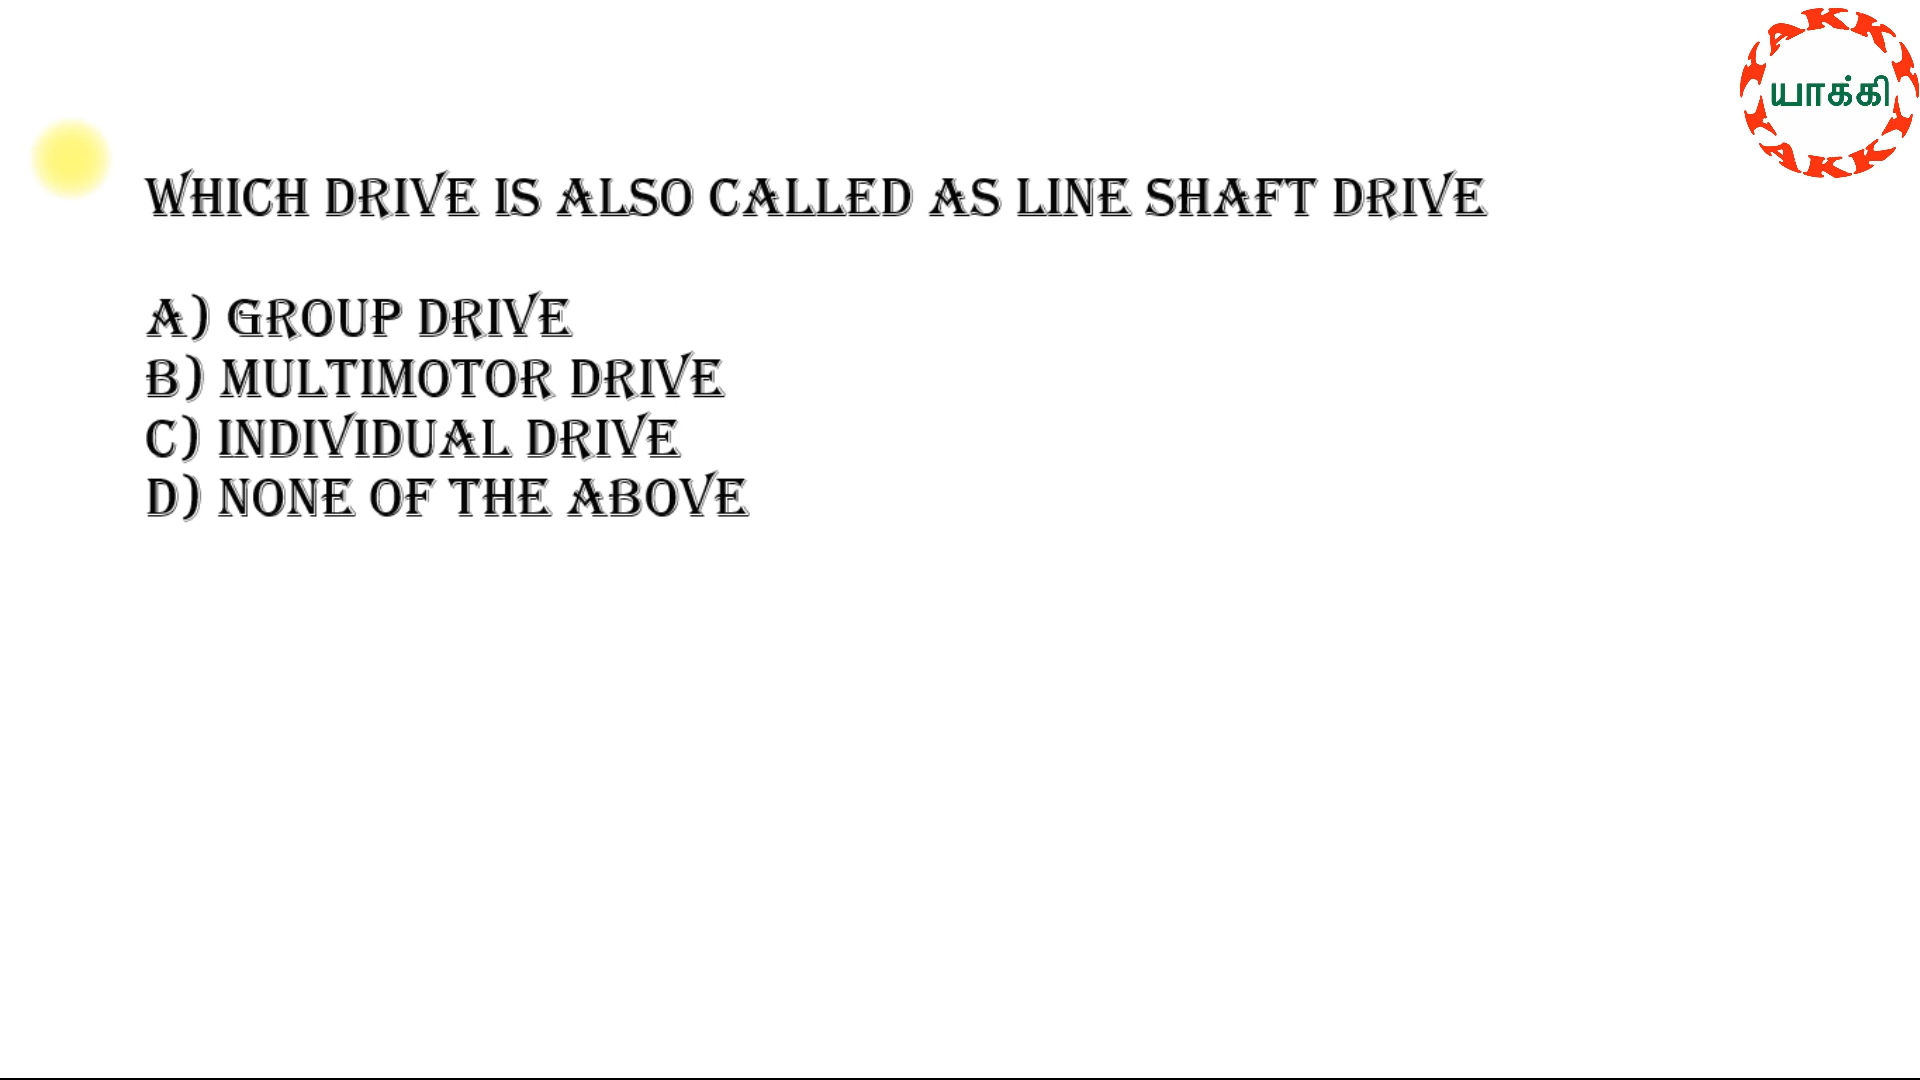 WHICH DRIVE IS ALSO CALLED AS LINE SHAFT DRIVE
A) GROUP DRIVE
B) MULTIMOTOR DRIVE
C) INDIVIDUAL DRIVE
D) NONE OF THE ABOVE
யாக்கி